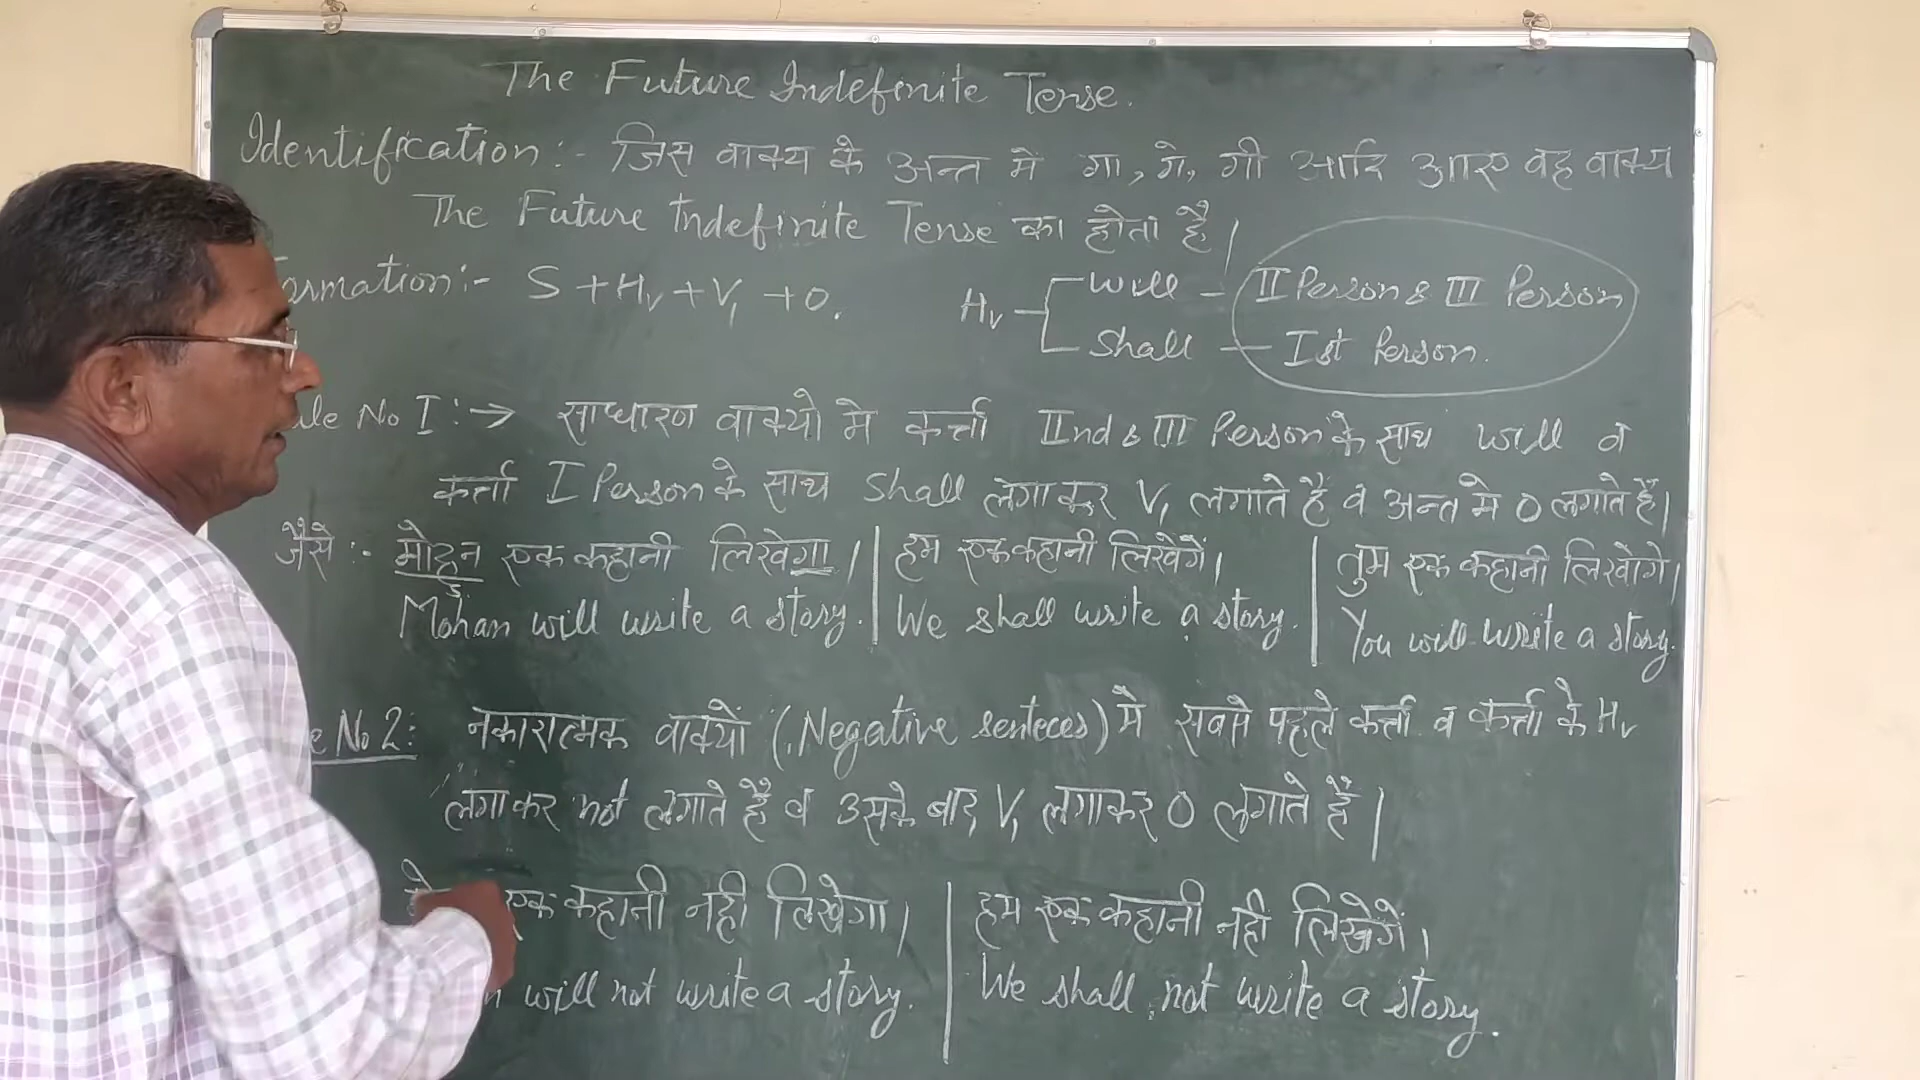 The Future Indefinite Tense.
Identification :- जिस वाक्य के अन्त में गा, गे, गी आदि आए वह वाक्य
The Future Indefinite Tense का होता है।
ormation :- S + Hv + V1 + O.
Hv
Will - II Person & III Person
Shall - Ist Person.
ule No I :→ साधारण वाक्यो मे कर्त्ता IInd & III Person के साथ will व
कर्त्ता I Person के साथ Shall लगाकर V1 लगाते हैं व अन्त मे O लगाते हैं।
जैसे :- मोहन एक कहानी लिखेगा। | हम एक कहानी लिखेगें। | तुम एक कहानी लिखोगे।
S
Mohan will write a story. | We shall write a story. | You will write a story.
e No 2: नकारात्मक वाक्यों (Negative senteces) मे सबसे पहले कर्त्ता व कर्त्ता के Hv
लगाकर not लगाते हैं व उसके बाद V1 लगाकर O लगाते हैं।
एक कहानी नही लिखेगा। | हम एक कहानी नही लिखेगें।
n will not write a story. | We shall not write a story.